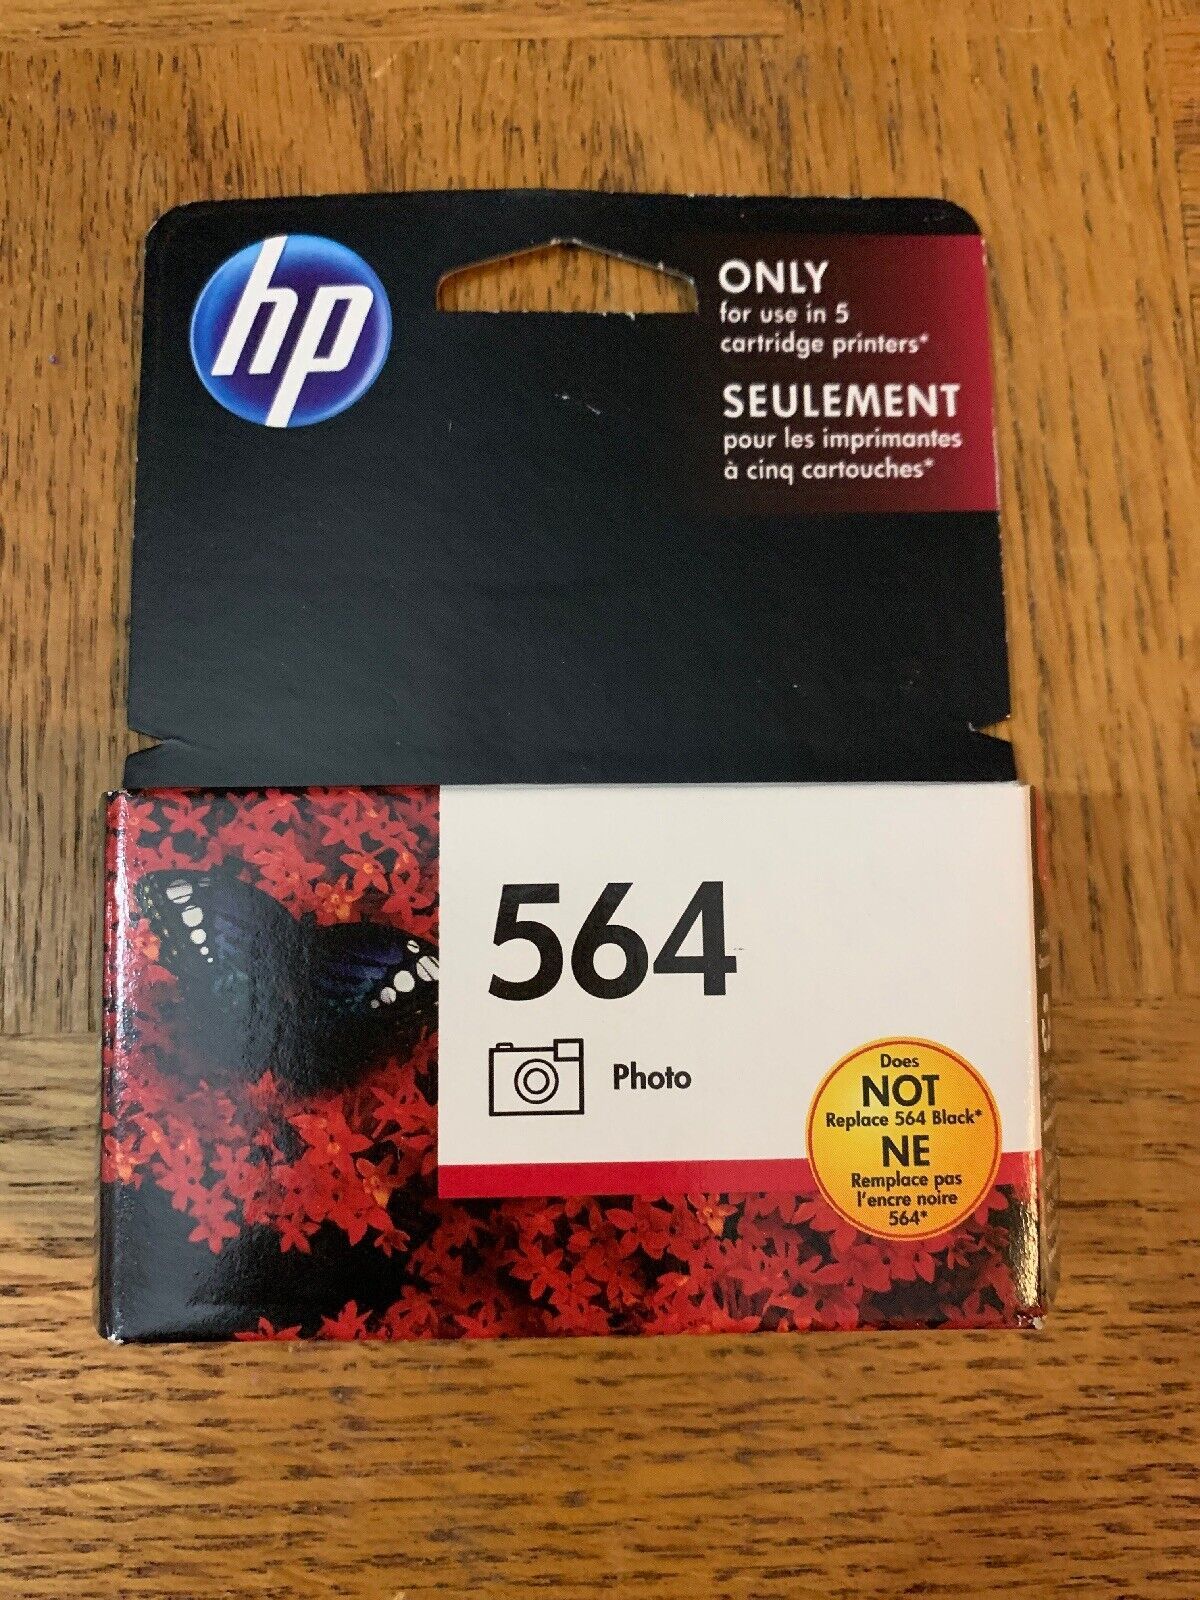 hp
ONLY
for use in 5
cartridge printers*
SEULEMENT
pour les imprimantes
à cinq cartouches*
564
Photo
Does
NOT
Replace 564 Black*
NE
Remplace pas
l'encre noire
564*